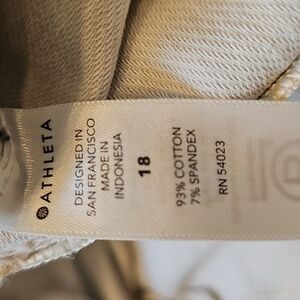 ATHLETA
DESIGNED IN
SAN FRANCISCO
MADE IN
INDONESIA
18
93% COTTON
7% SPANDEX
RN 54023